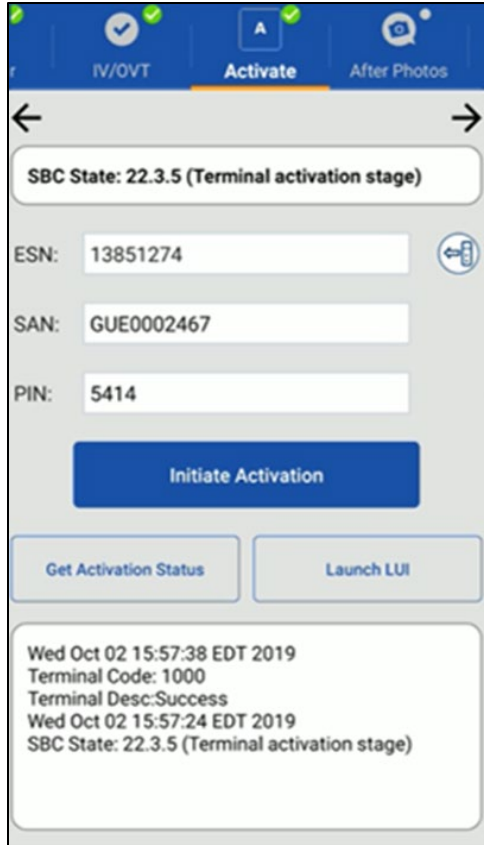 r
IV/OVT
A
Activate
After Photos
SBC State: 22.3.5 (Terminal activation stage)
ESN: 13851274
SAN: GUE0002467
PIN: 5414
Initiate Activation
Get Activation Status
Launch LUI
Wed Oct 02 15:57:38 EDT 2019
Terminal Code: 1000
Terminal Desc:Success
Wed Oct 02 15:57:24 EDT 2019
SBC State: 22.3.5 (Terminal activation stage)